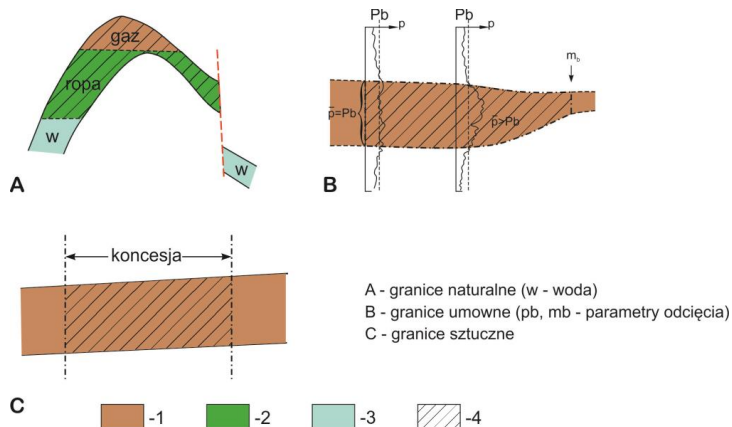 gaz
ropa
w
w
A
Pb
p
Pb
p
m_b
p̅=Pb
p̅>Pb
B
koncesja
A - granice naturalne (w - woda)
B - granice umowne (pb, mb - parametry odcięcia)
C - granice sztuczne
C
-1
-2
-3
-4